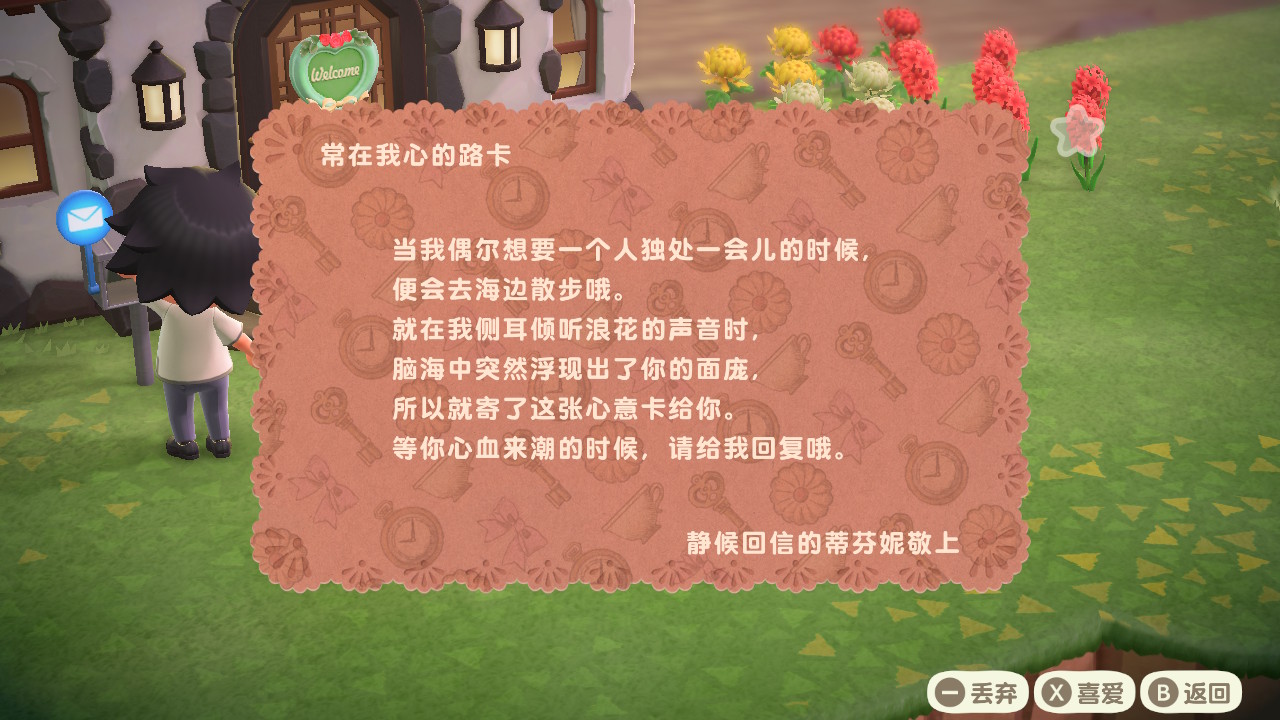 Welcome
常在我心的路卡
当我偶尔想要一个人独处一会儿的时候，
便会去海边散步哦。
就在我侧耳倾听浪花的声音时，
脑海中突然浮现出了你的面庞，
所以就寄了这张心意卡给你。
等你心血来潮的时候，请给我回复哦。
静候回信的蒂芬妮敬上
丢弃 X 喜爱 B 返回